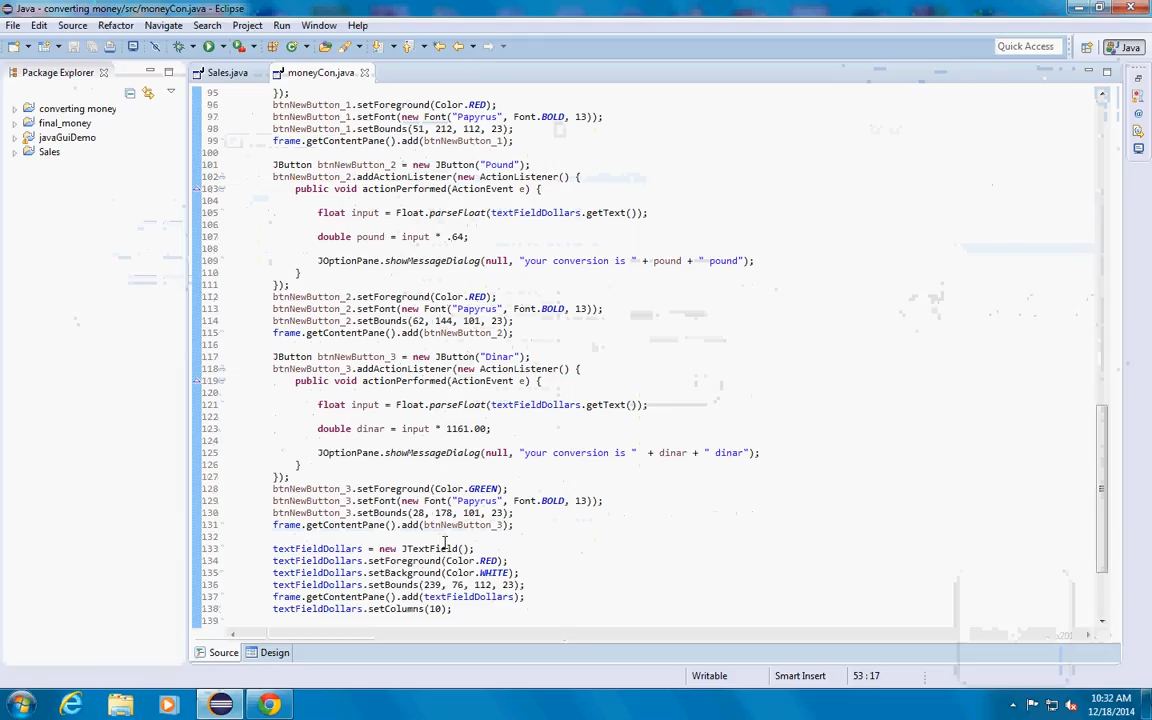 Java - converting money/src/moneyCon.java - Eclipse
File Edit Source Refactor Navigate Search Project Run Window Help
Quick Access Java
Package Explorer Sales.java moneyCon.java
converting money
final_money
javaGuiDemo
Sales
95 });
96 btnNewButton_1.setForeground(Color.RED);
97 btnNewButton_1.setFont(new Font("Papyrus", Font.BOLD, 13));
98 btnNewButton_1.setBounds(51, 212, 112, 23);
99 frame.getContentPane().add(btnNewButton_1);
100
101 JButton btnNewButton_2 = new JButton("Pound");
102 btnNewButton_2.addActionListener(new ActionListener() {
103 public void actionPerformed(ActionEvent e) {
104
105 float input = Float.parseFloat(textFieldDollars.getText());
106
107 double pound = input * .64;
108
109 JOptionPane.showMessageDialog(null, "your conversion is " + pound + " pound");
110 }
111 });
112 btnNewButton_2.setForeground(Color.RED);
113 btnNewButton_2.setFont(new Font("Papyrus", Font.BOLD, 13));
114 btnNewButton_2.setBounds(62, 144, 101, 23);
115 frame.getContentPane().add(btnNewButton_2);
116
117 JButton btnNewButton_3 = new JButton("Dinar");
118 btnNewButton_3.addActionListener(new ActionListener() {
119 public void actionPerformed(ActionEvent e) {
120
121 float input = Float.parseFloat(textFieldDollars.getText());
122
123 double dinar = input * 1161.00;
124
125 JOptionPane.showMessageDialog(null, "your conversion is "  + dinar + " dinar");
126 }
127 });
128 btnNewButton_3.setForeground(Color.GREEN);
129 btnNewButton_3.setFont(new Font("Papyrus", Font.BOLD, 13));
130 btnNewButton_3.setBounds(28, 178, 101, 23);
131 frame.getContentPane().add(btnNewButton_3);
132
133 textFieldDollars = new JTextField();
134 textFieldDollars.setForeground(Color.RED);
135 textFieldDollars.setBackground(Color.WHITE);
136 textFieldDollars.setBounds(239, 76, 112, 23);
137 frame.getContentPane().add(textFieldDollars);
138 textFieldDollars.setColumns(10);
139
Source Design
Writable Smart Insert 53 : 17
10:32 AM
12/18/2014